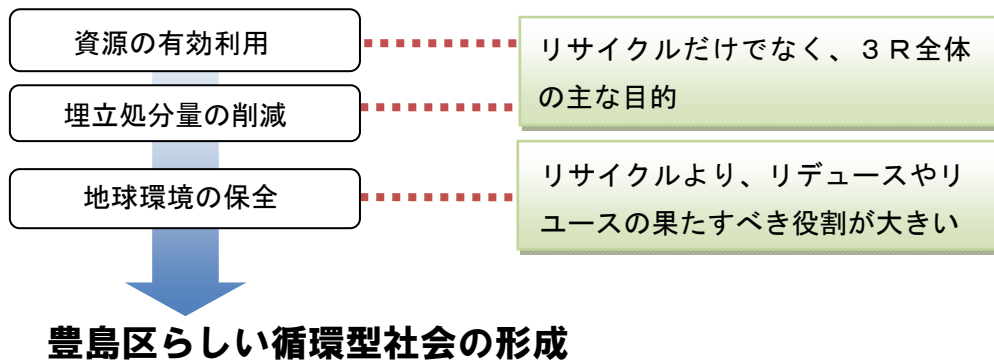 資源の有効利用
リサイクルだけでなく、３Ｒ全体
の主な目的
埋立処分量の削減
地球環境の保全
リサイクルより、リデュースやリ
ユースの果たすべき役割が大きい
豊島区らしい循環型社会の形成